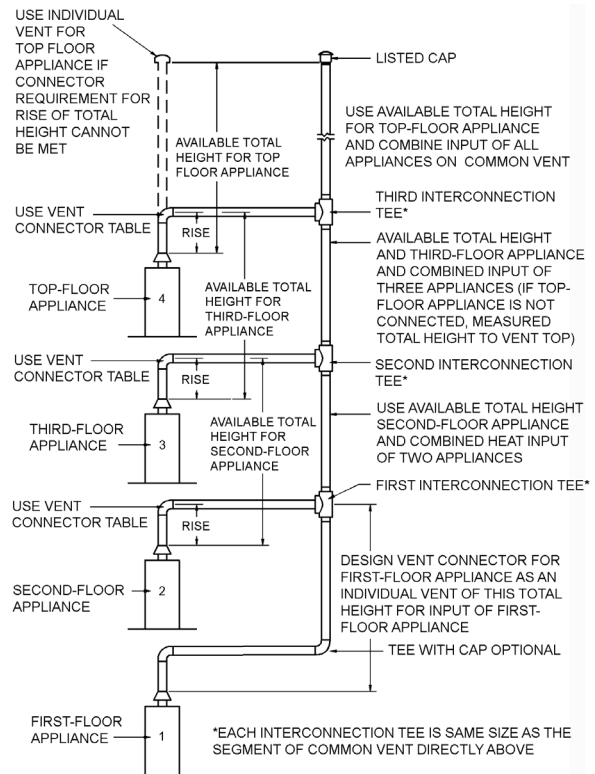 USE INDIVIDUAL
VENT FOR
TOP FLOOR
APPLIANCE IF
CONNECTOR
REQUIREMENT FOR
RISE OF TOTAL
HEIGHT CANNOT
BE MET
LISTED CAP
USE AVAILABLE TOTAL HEIGHT
FOR TOP-FLOOR APPLIANCE
AND COMBINE INPUT OF ALL
APPLIANCES ON COMMON VENT
AVAILABLE TOTAL
HEIGHT FOR TOP
FLOOR APPLIANCE
THIRD INTERCONNECTION
TEE*
USE VENT
CONNECTOR TABLE
RISE
AVAILABLE TOTAL HEIGHT
AND THIRD-FLOOR APPLIANCE
AND COMBINED INPUT OF
THREE APPLIANCES (IF TOP-
FLOOR APPLIANCE IS NOT
CONNECTED, MEASURED
TOTAL HEIGHT TO VENT TOP)
TOP-FLOOR
APPLIANCE
4
AVAILABLE TOTAL
HEIGHT FOR
THIRD-FLOOR
APPLIANCE
USE VENT
CONNECTOR TABLE
RISE
SECOND INTERCONNECTION
TEE*
THIRD-FLOOR
APPLIANCE
3
AVAILABLE TOTAL
HEIGHT FOR
SECOND-FLOOR
APPLIANCE
USE AVAILABLE TOTAL HEIGHT
SECOND-FLOOR APPLIANCE
AND COMBINED HEAT INPUT
OF TWO APPLIANCES
FIRST INTERCONNECTION TEE*
USE VENT
CONNECTOR TABLE
RISE
SECOND-FLOOR
APPLIANCE
2
DESIGN VENT CONNECTOR FOR
FIRST-FLOOR APPLIANCE AS AN
INDIVIDUAL VENT OF THIS TOTAL
HEIGHT FOR INPUT OF FIRST-
FLOOR APPLIANCE
TEE WITH CAP OPTIONAL
FIRST-FLOOR
APPLIANCE
1
*EACH INTERCONNECTION TEE IS SAME SIZE AS THE
SEGMENT OF COMMON VENT DIRECTLY ABOVE